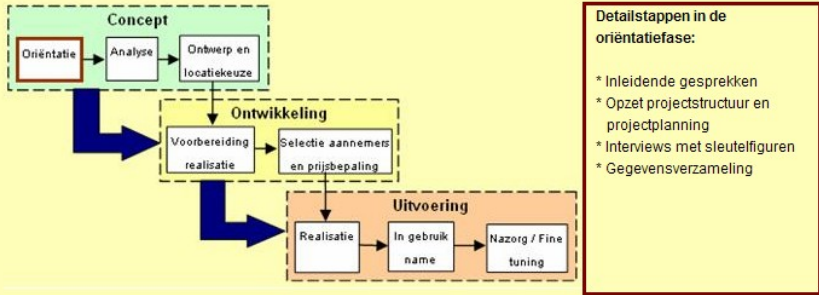 Concept
Oriëntatie
Analyse
Ontwerp en
locatiekeuze
Ontwikkeling
Voorbereiding
realisatie
Selectie aannemers
en prijsbepaling
Uitvoering
Realisatie
In gebruik
name
Nazorg / Fine
tuning
Detailstappen in de
oriëntatiefase:
* Inleidende gesprekken
* Opzet projectstructuur en
projectplanning
* Interviews met sleutelfiguren
* Gegevensverzameling